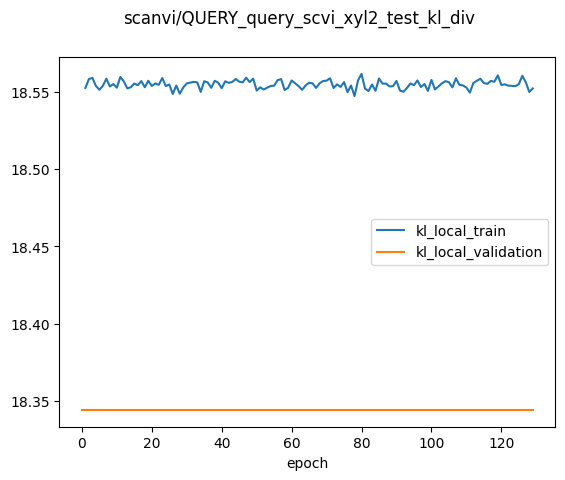 scanvi/QUERY_query_scvi_xyl2_test_kl_div
18.55
18.50
18.45
18.40
18.35
kl_local_train
kl_local_validation
0 20 40 60 80 100 120
epoch